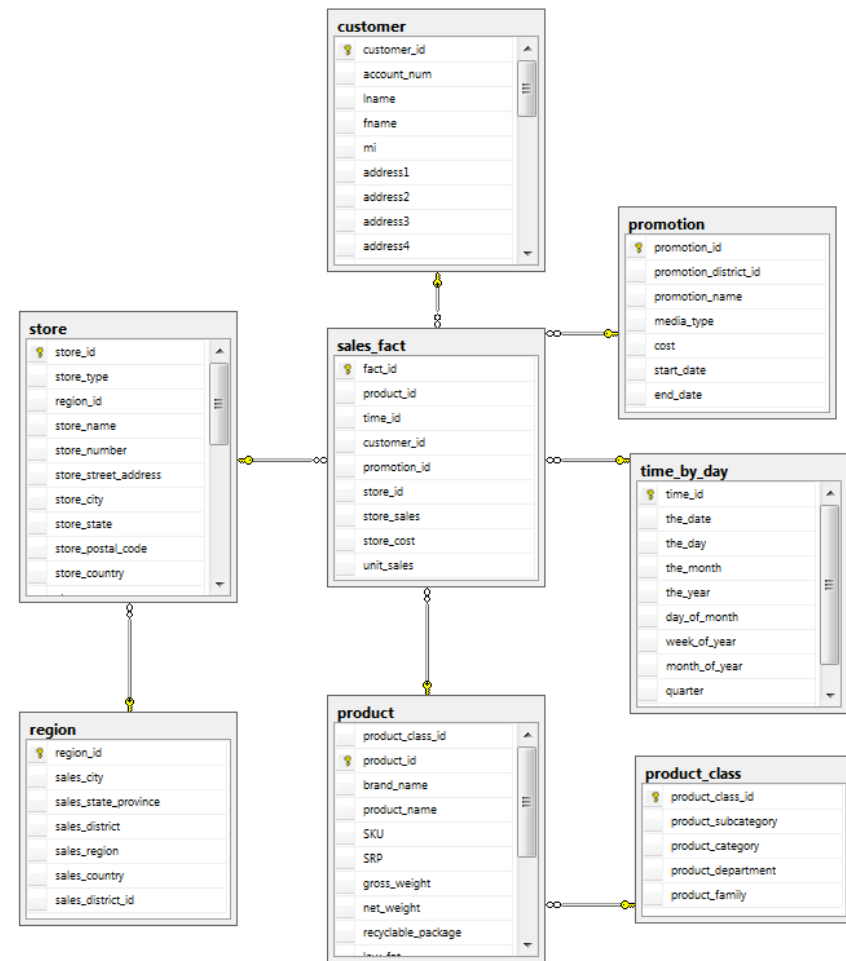 customer
customer_id
account_num
lname
fname
mi
address1
address2
address3
address4
promotion
promotion_id
promotion_district_id
promotion_name
media_type
cost
start_date
end_date
store
store_id
store_type
region_id
store_name
store_number
store_street_address
store_city
store_state
store_postal_code
store_country
sales_fact
fact_id
product_id
time_id
customer_id
promotion_id
store_id
store_sales
store_cost
unit_sales
time_by_day
time_id
the_date
the_day
the_month
the_year
day_of_month
week_of_year
month_of_year
quarter
region
region_id
sales_city
sales_state_province
sales_district
sales_region
sales_country
sales_district_id
product
product_class_id
product_id
brand_name
product_name
SKU
SRP
gross_weight
net_weight
recyclable_package
product_class
product_class_id
product_subcategory
product_category
product_department
product_family